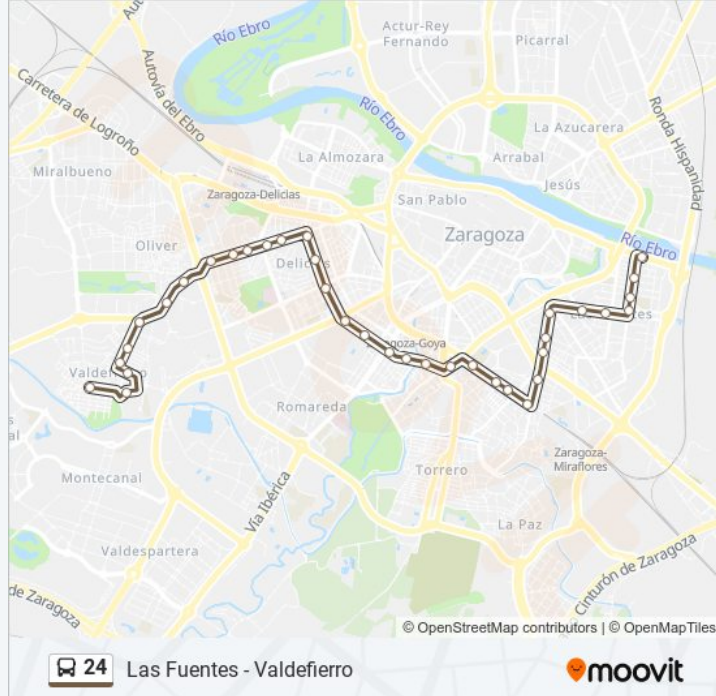 Río Ebro
Actur-Rey
Fernando
Picarral
Autovía del Ebro
Carretera de Logroño
Río Ebro
Ronda Hispanidad
La Azucarera
La Almozara
Arrabal
Miralbueno
Zaragoza-Delicias
San Pablo
Jesús
Zaragoza
Oliver
Río Ebro
Romareda
Montecanal
Torrero
Zaragoza-
Miraflores
Vía Ibérica
La Paz
Valdespartera
Cinturón de Zaragoza
de Zaragoza
© OpenStreetMap contributors | © OpenMapTiles
24 Las Fuentes - Valdefierro
moovit